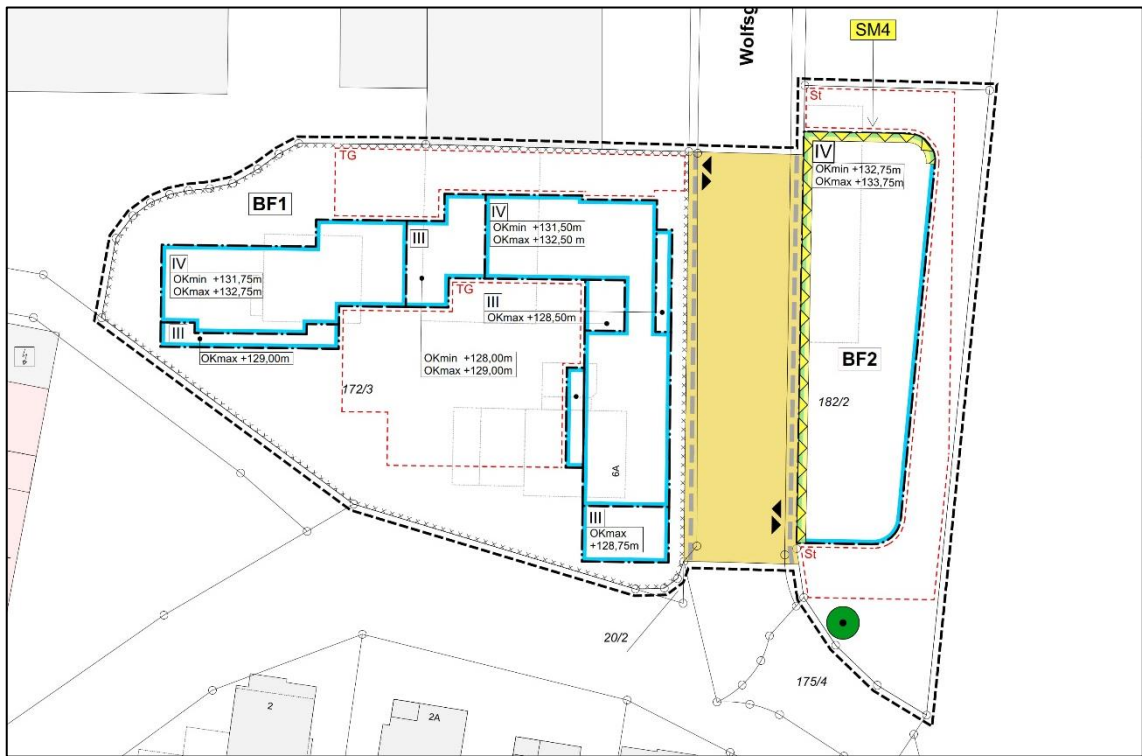 Wolfsg
SM4
St
IV
OKmin +132,75m
OKmax +133,75m
TG
BF1
IV
OKmin +131,50m
OKmax +132,50 m
III
IV
OKmin +131,75m
OKmax +132,75m
TG
III
OKmax +128,50m
III
OKmax +129,00m
OKmin +128,00m
OKmax +129,00m
BF2
172/3
182/2
6A
III
OKmax
+128,75m
St
20/2
175/4
2
2A